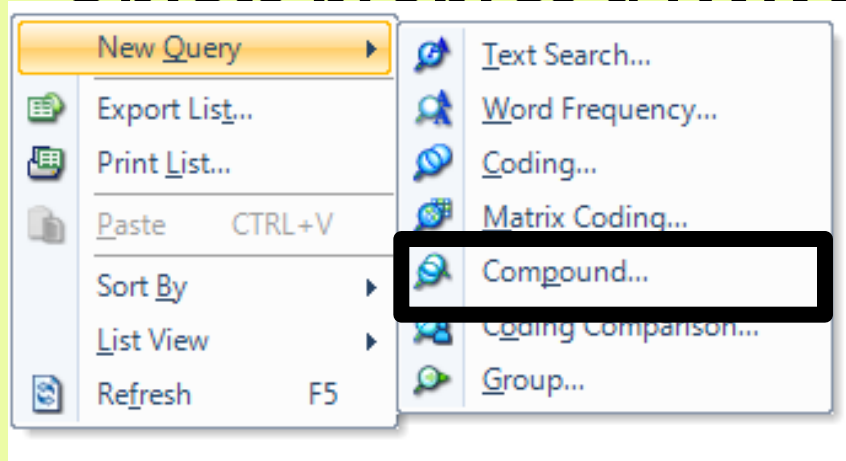 New Query
Export List...
Print List...
Paste CTRL+V
Sort By
List View
Refresh F5
Text Search...
Word Frequency...
Coding...
Matrix Coding...
Compound...
Coding Comparison...
Group...